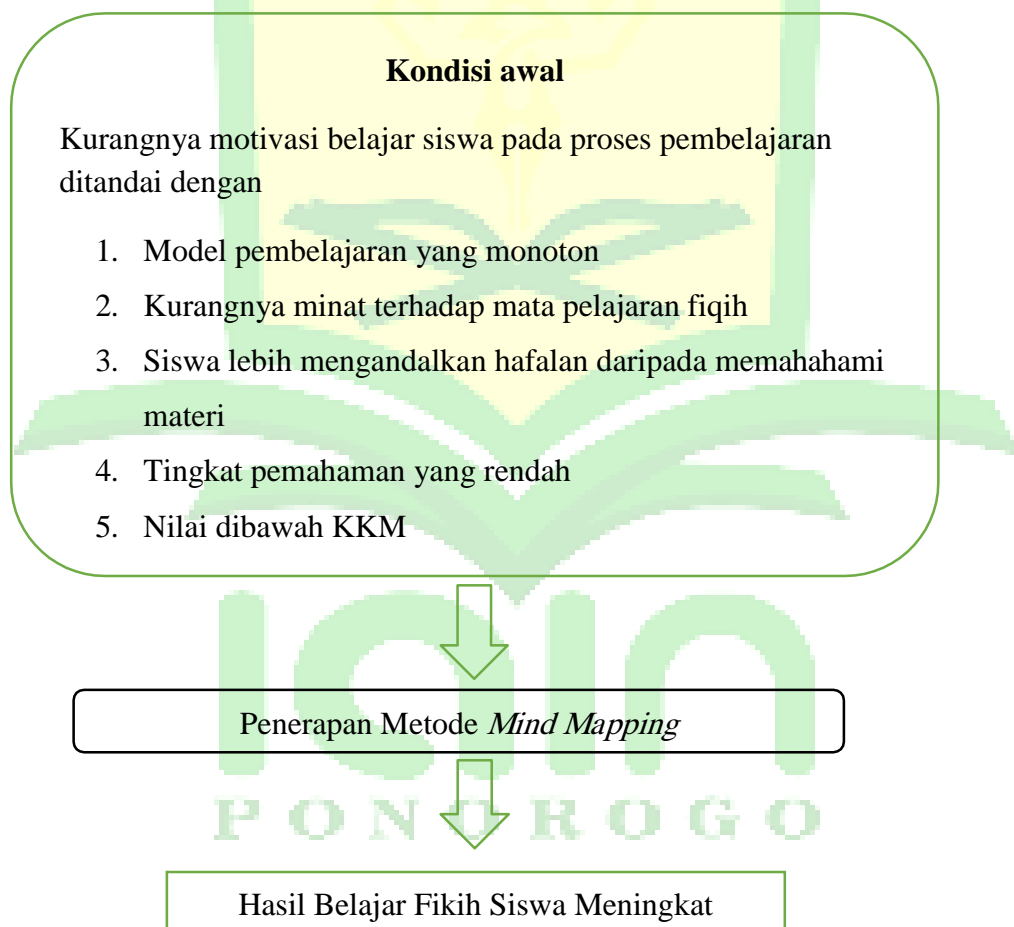 Kondisi awal
Kurangnya motivasi belajar siswa pada proses pembelajaran
ditandai dengan
1. Model pembelajaran yang monoton
2. Kurangnya minat terhadap mata pelajaran fiqih
3. Siswa lebih mengandalkan hafalan daripada memahahami
materi
4. Tingkat pemahaman yang rendah
5. Nilai dibawah KKM
iain
Penerapan Metode Mind Mapping
PONOROGO
Hasil Belajar Fikih Siswa Meningkat